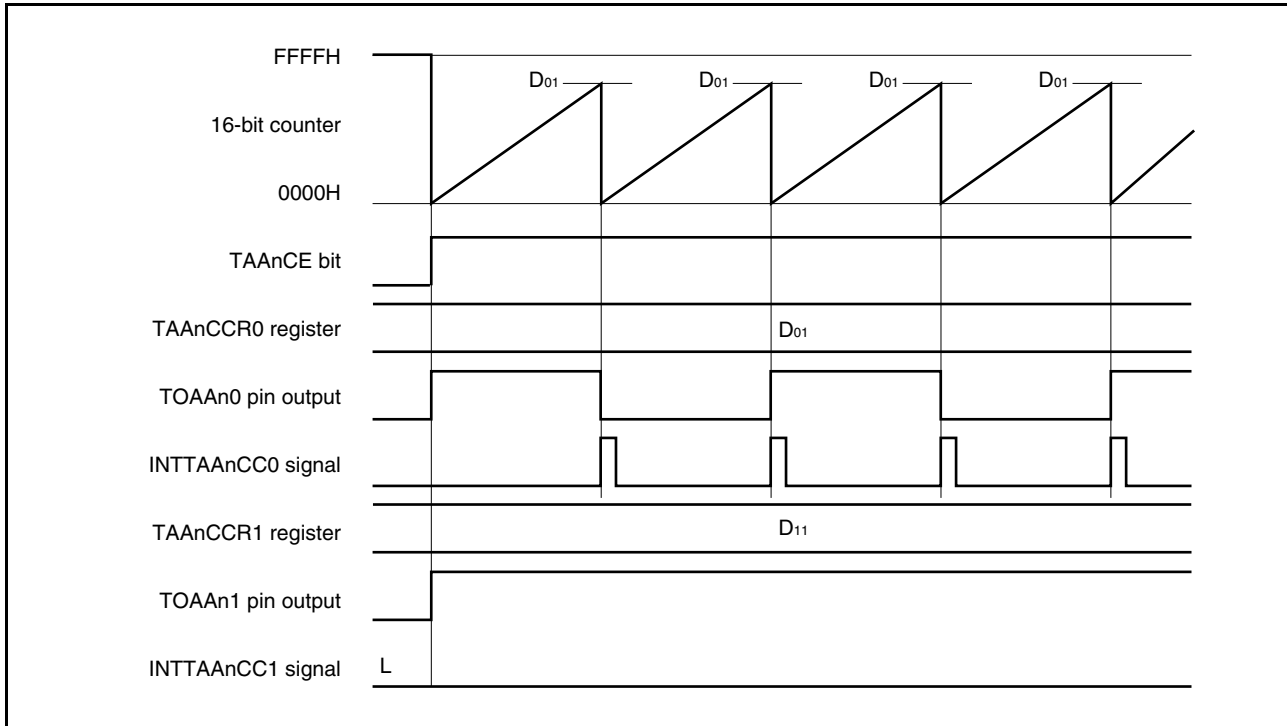 FFFFH
D01 D01 D01 D01
16-bit counter
0000H
TAAnCE bit
TAAnCCR0 register D01
TOAAn0 pin output
INTTAAnCC0 signal
TAAnCCR1 register D11
TOAAn1 pin output
INTTAAnCC1 signal L